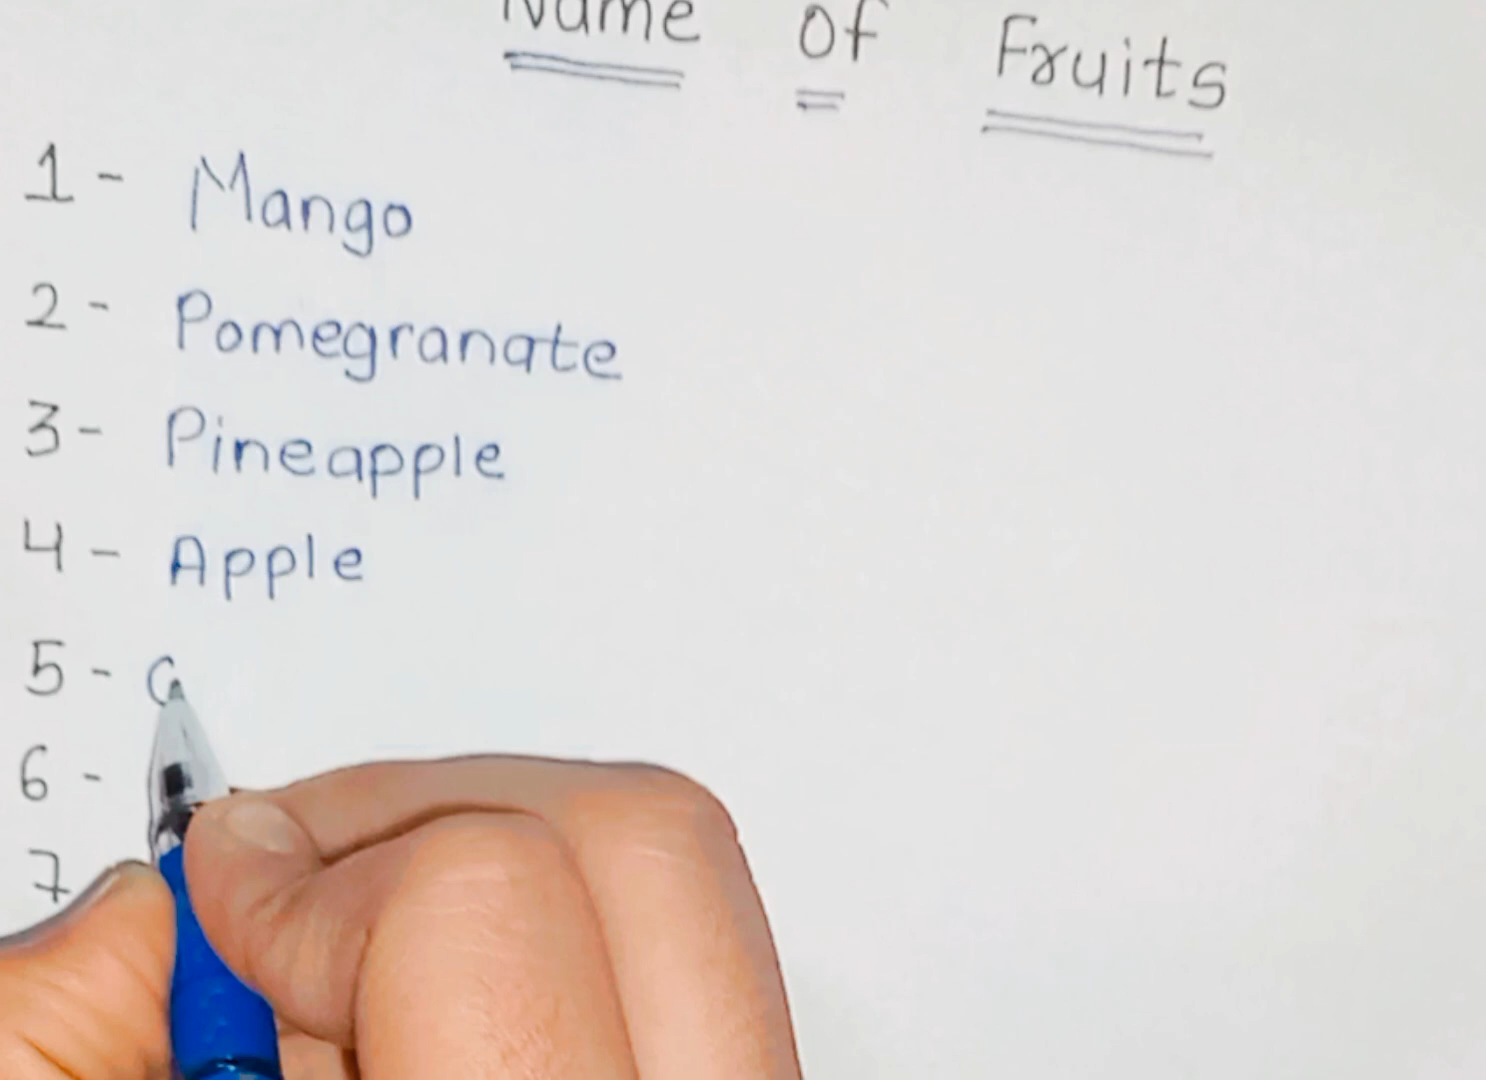 Name of Fruits
1 - Mango
2 - Pomegranate
3 - Pineapple
4 - Apple
5 - G
6 -
7